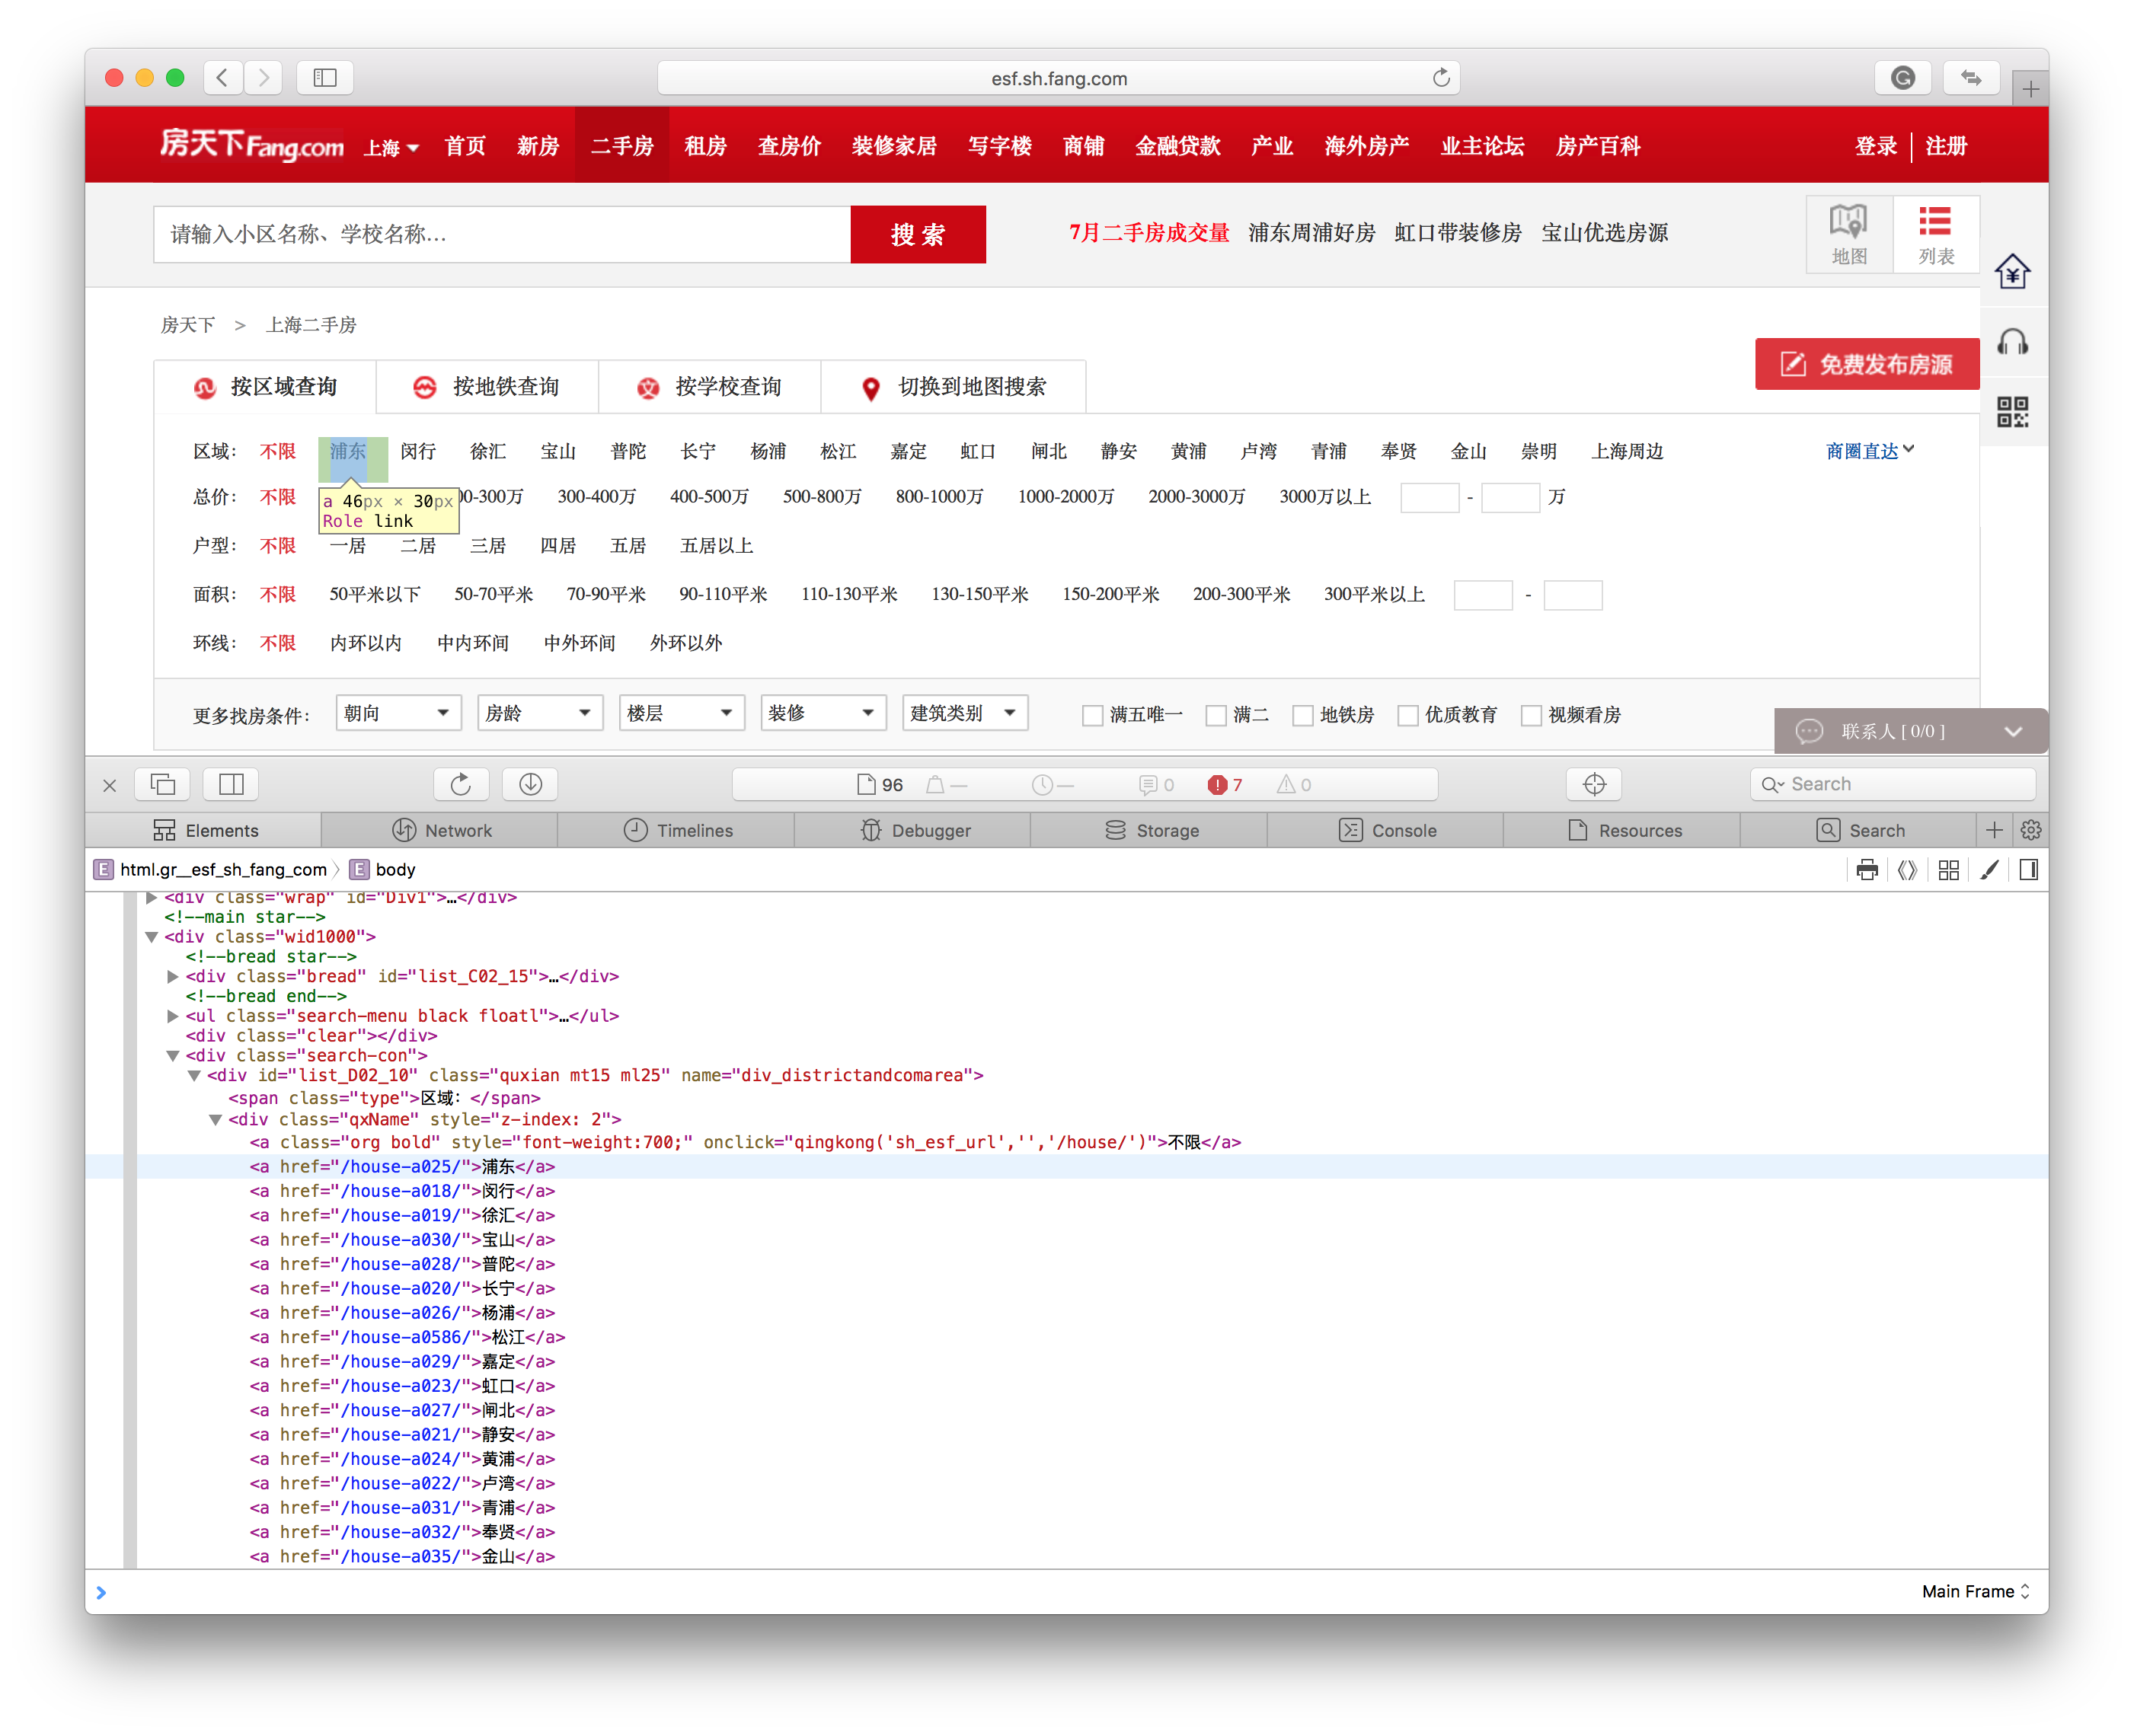 esf.sh.fang.com
房天下Fang.com 上海 首页 新房 二手房 租房 查房价 装修家居 写字楼 商铺 金融贷款 产业 海外房产 业主论坛 房产百科 登录 注册
请输入小区名称、学校名称... 搜 索 7月二手房成交量 浦东周浦好房 虹口带装修房 宝山优选房源 地图 列表
房天下 > 上海二手房
免费发布房源
按区域查询 按地铁查询 按学校查询 切换到地图搜索
区域: 不限 浦东 闵行 徐汇 宝山 普陀 长宁 杨浦 松江 嘉定 虹口 闸北 静安 黄浦 卢湾 青浦 奉贤 金山 崇明 上海周边 商圈直达
总价: 不限 00-300万 300-400万 400-500万 500-800万 800-1000万 1000-2000万 2000-3000万 3000万以上 - 万
a 46px × 30px
Role link
户型: 不限 一居 二居 三居 四居 五居 五居以上
面积: 不限 50平米以下 50-70平米 70-90平米 90-110平米 110-130平米 130-150平米 150-200平米 200-300平米 300平米以上 -
环线: 不限 内环以内 中内环间 中外环间 外环以外
更多找房条件: 朝向 房龄 楼层 装修 建筑类别 满五唯一 满二 地铁房 优质教育 视频看房
联系人 [ 0/0 ]
96 — — 0 7 0 Search
Elements Network Timelines Debugger Storage Console Resources Search
E html.gr__esf_sh_fang_com E body
<div class="wrap" id="Div1">…</div>
<!--main star-->
<div class="wid1000">
<!--bread star-->
<div class="bread" id="list_C02_15">…</div>
<!--bread end-->
<ul class="search-menu black floatl">…</ul>
<div class="clear"></div>
<div class="search-con">
<div id="list_D02_10" class="quxian mt15 ml25" name="div_districtandcomarea">
<span class="type">区域: </span>
<div class="qxName" style="z-index: 2">
<a class="org bold" style="font-weight:700;" onclick="qingkong('sh_esf_url','','/house/')">不限</a>
<a href="/house-a025/">浦东</a>
<a href="/house-a018/">闵行</a>
<a href="/house-a019/">徐汇</a>
<a href="/house-a030/">宝山</a>
<a href="/house-a028/">普陀</a>
<a href="/house-a020/">长宁</a>
<a href="/house-a026/">杨浦</a>
<a href="/house-a0586/">松江</a>
<a href="/house-a029/">嘉定</a>
<a href="/house-a023/">虹口</a>
<a href="/house-a027/">闸北</a>
<a href="/house-a021/">静安</a>
<a href="/house-a024/">黄浦</a>
<a href="/house-a022/">卢湾</a>
<a href="/house-a031/">青浦</a>
<a href="/house-a032/">奉贤</a>
<a href="/house-a035/">金山</a>
Main Frame